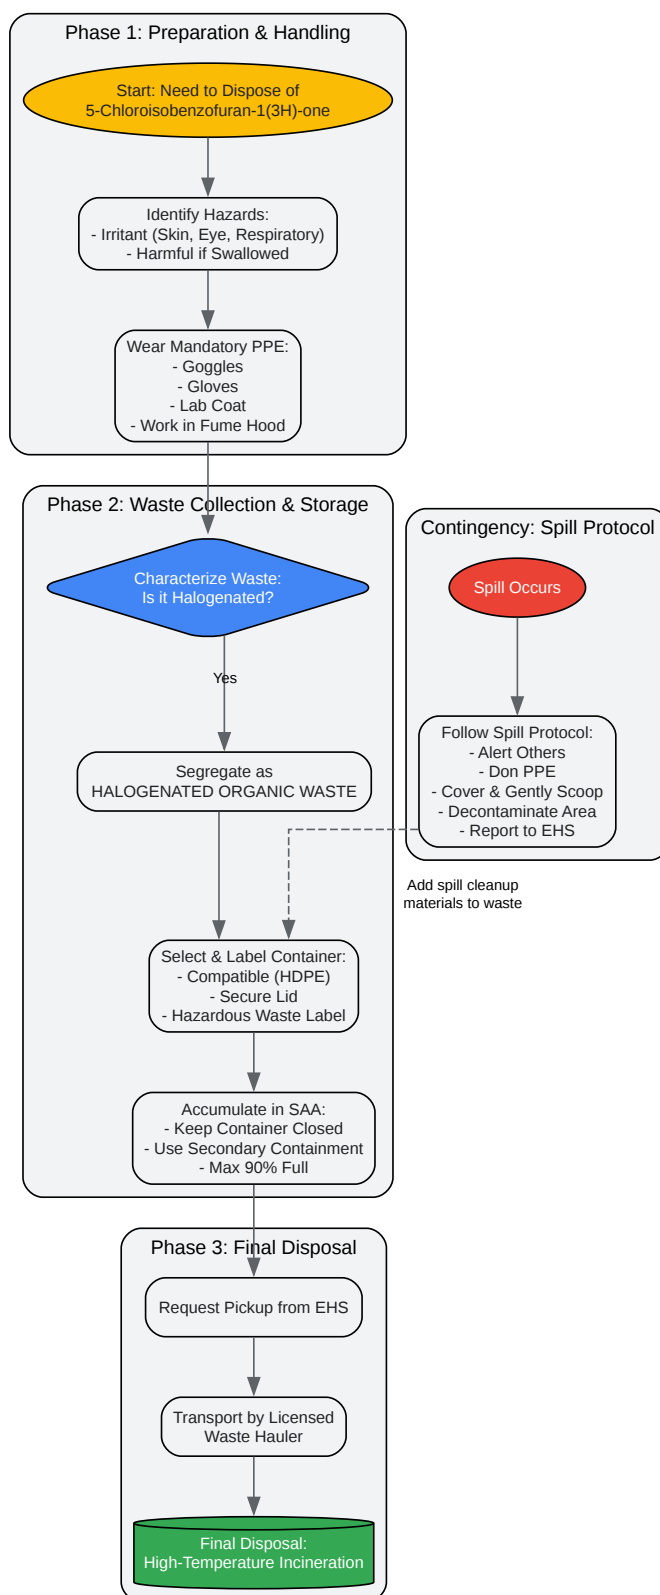 Phase 1: Preparation & Handling
Start: Need to Dispose of
5-Chloroisobenzofuran-1(3H)-one
Identify Hazards:
- Irritant (Skin, Eye, Respiratory)
- Harmful if Swallowed
Wear Mandatory PPE:
- Goggles
- Gloves
- Lab Coat
- Work in Fume Hood
Phase 2: Waste Collection & Storage
Characterize Waste:
Is it Halogenated?
Yes
Segregate as
HALOGENATED ORGANIC WASTE
Contingency: Spill Protocol
Spill Occurs
Follow Spill Protocol:
- Alert Others
- Don PPE
- Cover & Gently Scoop
- Decontaminate Area
- Report to EHS
Add spill cleanup
materials to waste
Select & Label Container:
- Compatible (HDPE)
- Secure Lid
- Hazardous Waste Label
Accumulate in SAA:
- Keep Container Closed
- Use Secondary Containment
- Max 90% Full
Phase 3: Final Disposal
Request Pickup from EHS
Transport by Licensed
Waste Hauler
Final Disposal:
High-Temperature Incineration